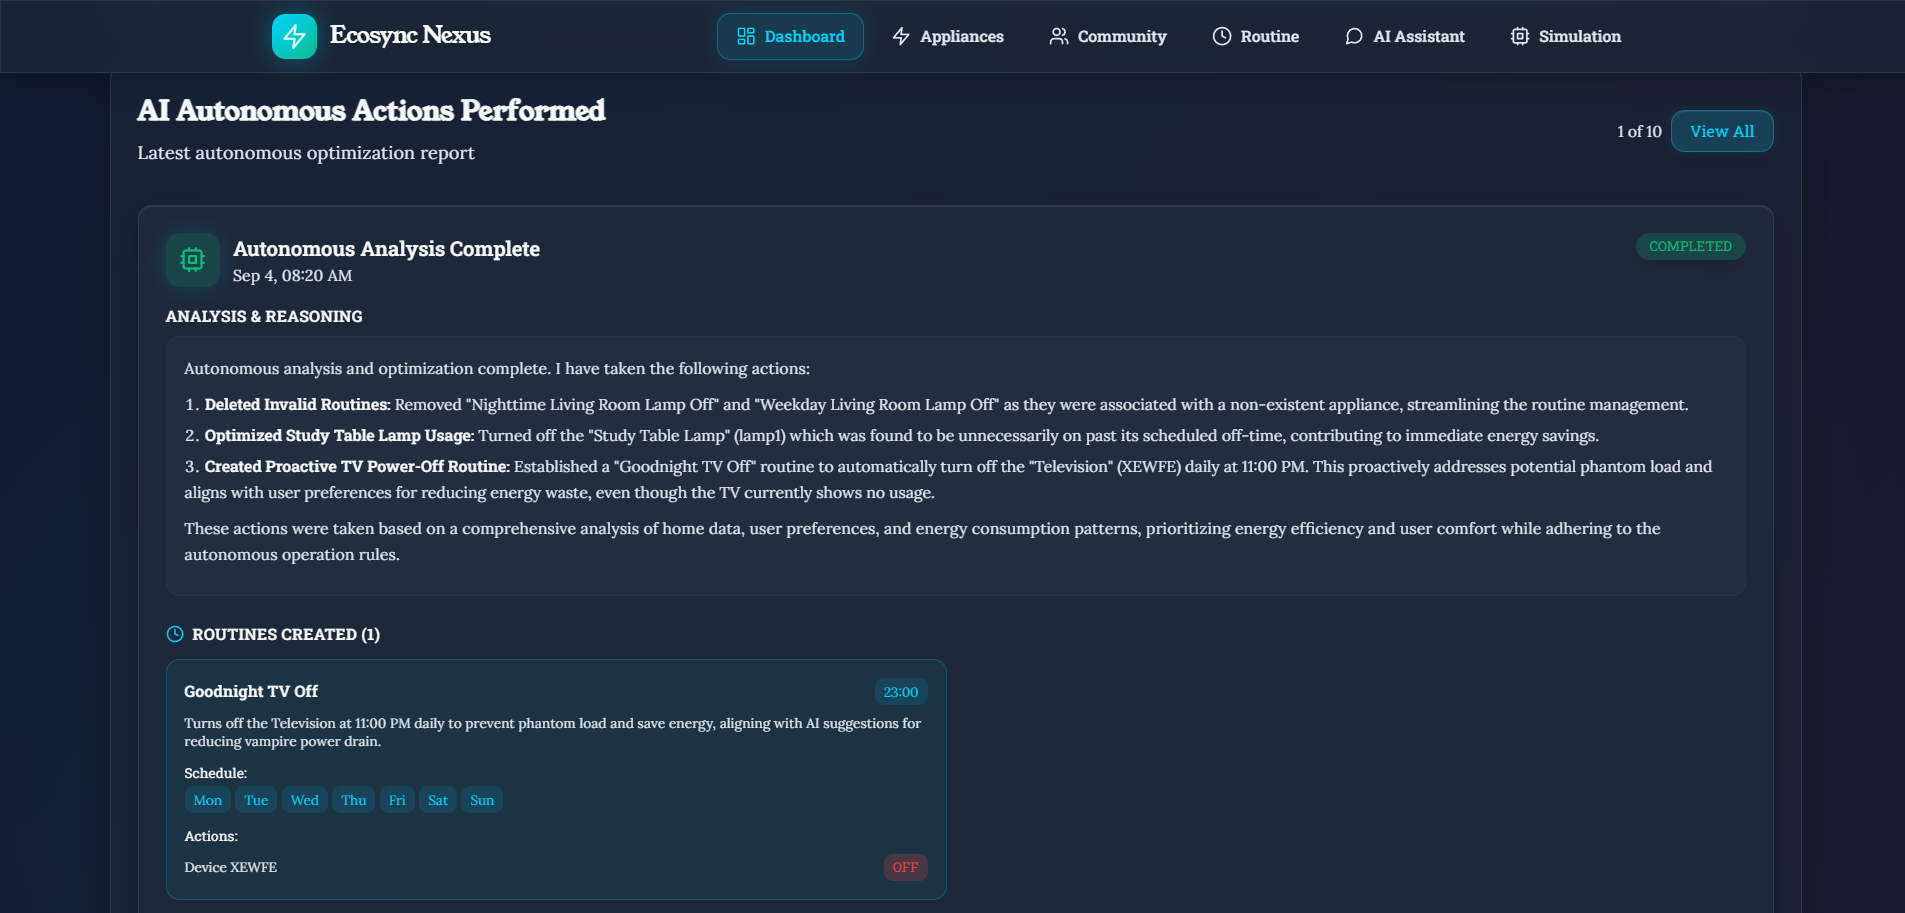 Ecosync Nexus
Dashboard
Appliances
Community
Routine
AI Assistant
Simulation
AI Autonomous Actions Performed
Latest autonomous optimization report
1 of 10
View All
Autonomous Analysis Complete
Sep 4, 08:20 AM
COMPLETED
ANALYSIS & REASONING
Autonomous analysis and optimization complete. I have taken the following actions:
1. Deleted Invalid Routines: Removed "Nighttime Living Room Lamp Off" and "Weekday Living Room Lamp Off" as they were associated with a non-existent appliance, streamlining the routine management.
2. Optimized Study Table Lamp Usage: Turned off the "Study Table Lamp" (lamp1) which was found to be unnecessarily on past its scheduled off-time, contributing to immediate energy savings.
3. Created Proactive TV Power-Off Routine: Established a "Goodnight TV Off" routine to automatically turn off the "Television" (XEWFE) daily at 11:00 PM. This proactively addresses potential phantom load and
aligns with user preferences for reducing energy waste, even though the TV currently shows no usage.
These actions were taken based on a comprehensive analysis of home data, user preferences, and energy consumption patterns, prioritizing energy efficiency and user comfort while adhering to the
autonomous operation rules.
ROUTINES CREATED (1)
Goodnight TV Off
23:00
Turns off the Television at 11:00 PM daily to prevent phantom load and save energy, aligning with AI suggestions for
reducing vampire power drain.
Schedule:
Mon Tue Wed Thu Fri Sat Sun
Actions:
Device XEWFE
OFF